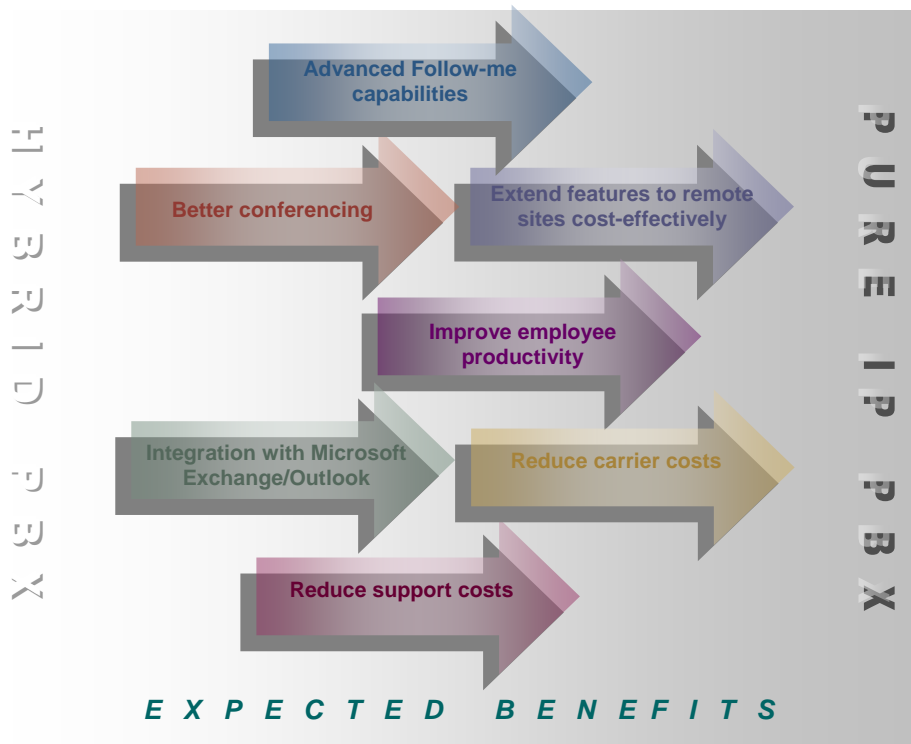 Advanced Follow-me
capabilities
HYBRID PBX
PURE IP PBX
Better conferencing
Extend features to remote
sites cost-effectively
Improve employee
productivity
Integration with Microsoft
Exchange/Outlook
Reduce carrier costs
Reduce support costs
EXPECTED BENEFITS